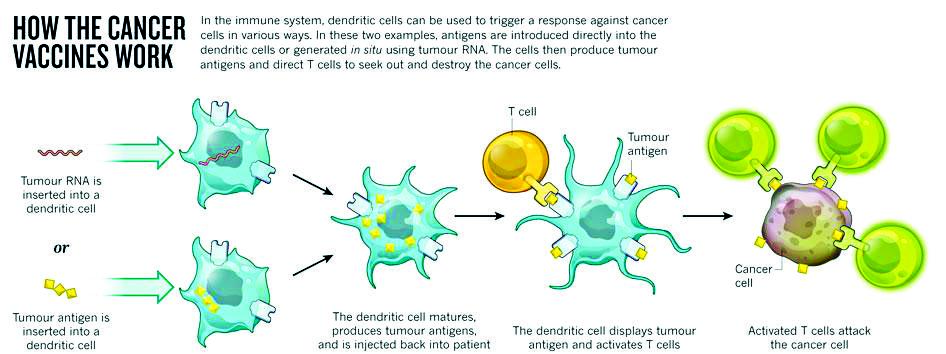 HOW THE CANCER
VACCINES WORK
In the immune system, dendritic cells can be used to trigger a response against cancer
cells in various ways. In these two examples, antigens are introduced directly into the
dendritic cells or generated in situ using tumour RNA. The cells then produce tumour
antigens and direct T cells to seek out and destroy the cancer cells.
Tumour RNA is
inserted into a
dendritic cell
or
Tumour antigen is
inserted into a
dendritic cell
The dendritic cell matures,
produces tumour antigens,
and is injected back into patient
T cell
Tumour
antigen
The dendritic cell displays tumour
antigen and activates T cells
Cancer
cell
Activated T cells attack
the cancer cell